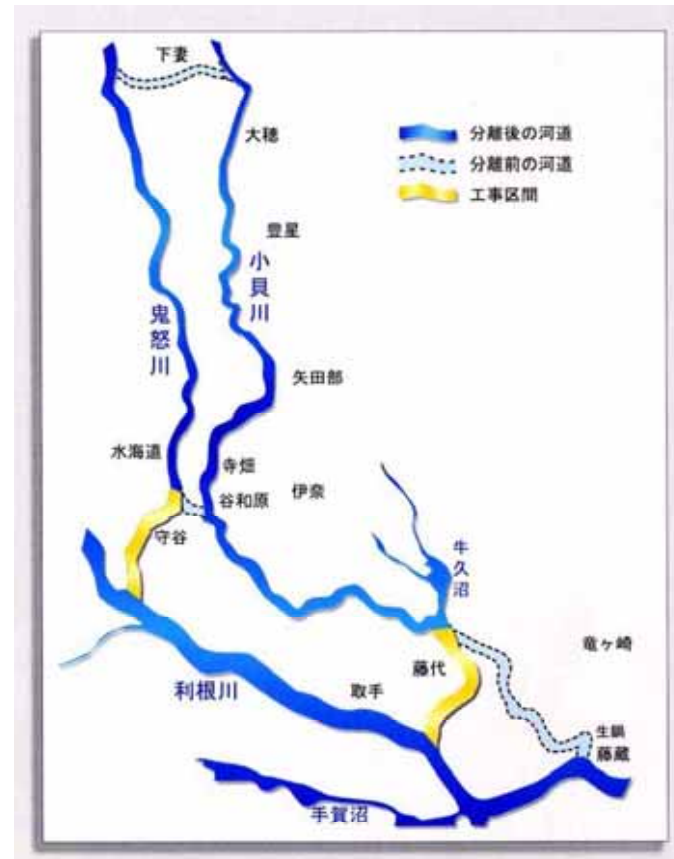 下妻
大穂
分離後の河道
分離前の河道
工事区間
豊星
小貝川
鬼怒川
矢田部
水海道
寺畑
谷和原
伊奈
守谷
牛久沼
竜ヶ崎
藤代
利根川
取手
生鍋
藤蔵
手賀沼